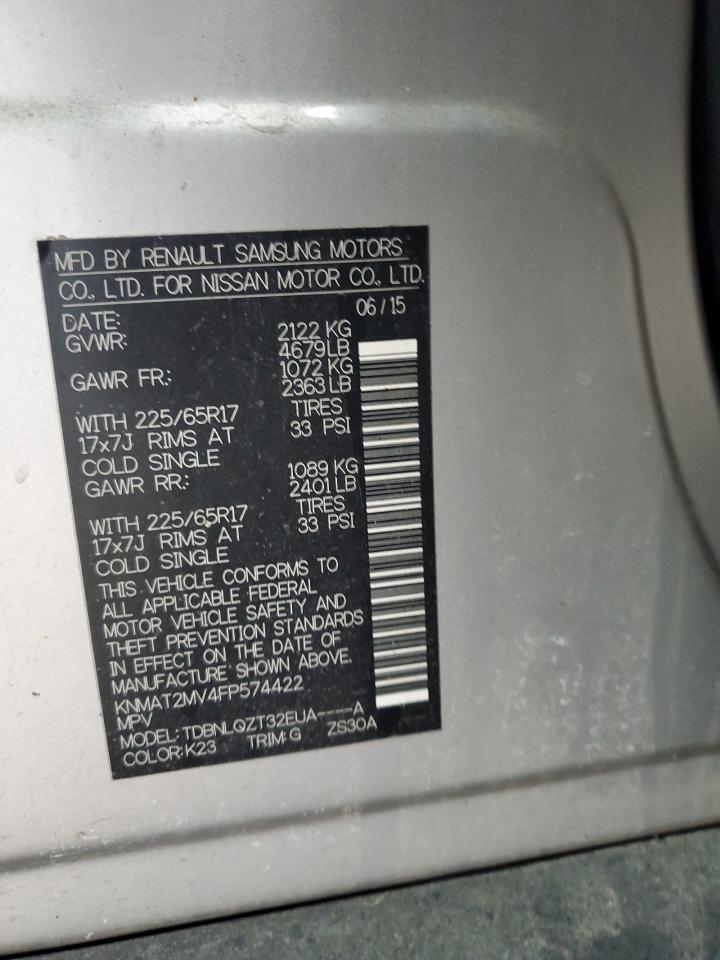 MFD BY RENAULT SAMSUNG MOTORS
CO., LTD. FOR NISSAN MOTOR CO., LTD.
DATE: 06/15
GVWR: 2122 KG
4679 LB
GAWR FR.: 1072 KG
2363 LB
WITH 225/65R17 TIRES
17x7J RIMS AT 33 PSI
COLD SINGLE
GAWR RR.: 1089 KG
2401 LB
WITH 225/65R17 TIRES
17x7J RIMS AT 33 PSI
COLD SINGLE
THIS VEHICLE CONFORMS TO
ALL APPLICABLE FEDERAL
MOTOR VEHICLE SAFETY AND
THEFT PREVENTION STANDARDS
IN EFFECT ON THE DATE OF
MANUFACTURE SHOWN ABOVE.
KNMAT2MV4FP574422
MPV
MODEL: TDBNLQZT32EUA----A
COLOR: K23 TRIM: G ZS30A